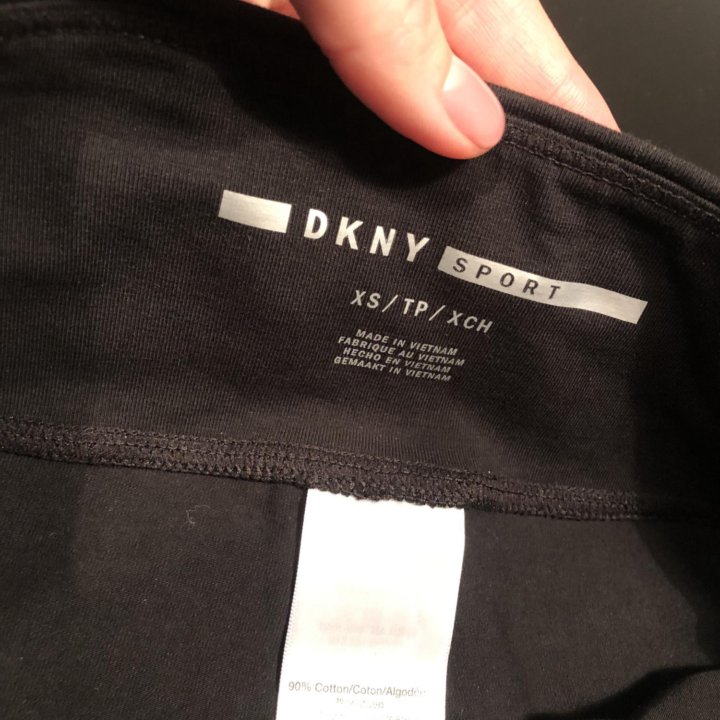 DKNY SPORT
XS/TP/XCH
MADE IN VIETNAM
FABRIQUE AU VIETNAM
HECHO EN VIETNAM
GEMAAKT IN VIETNAM
90% Cotton/Coton/Algodón